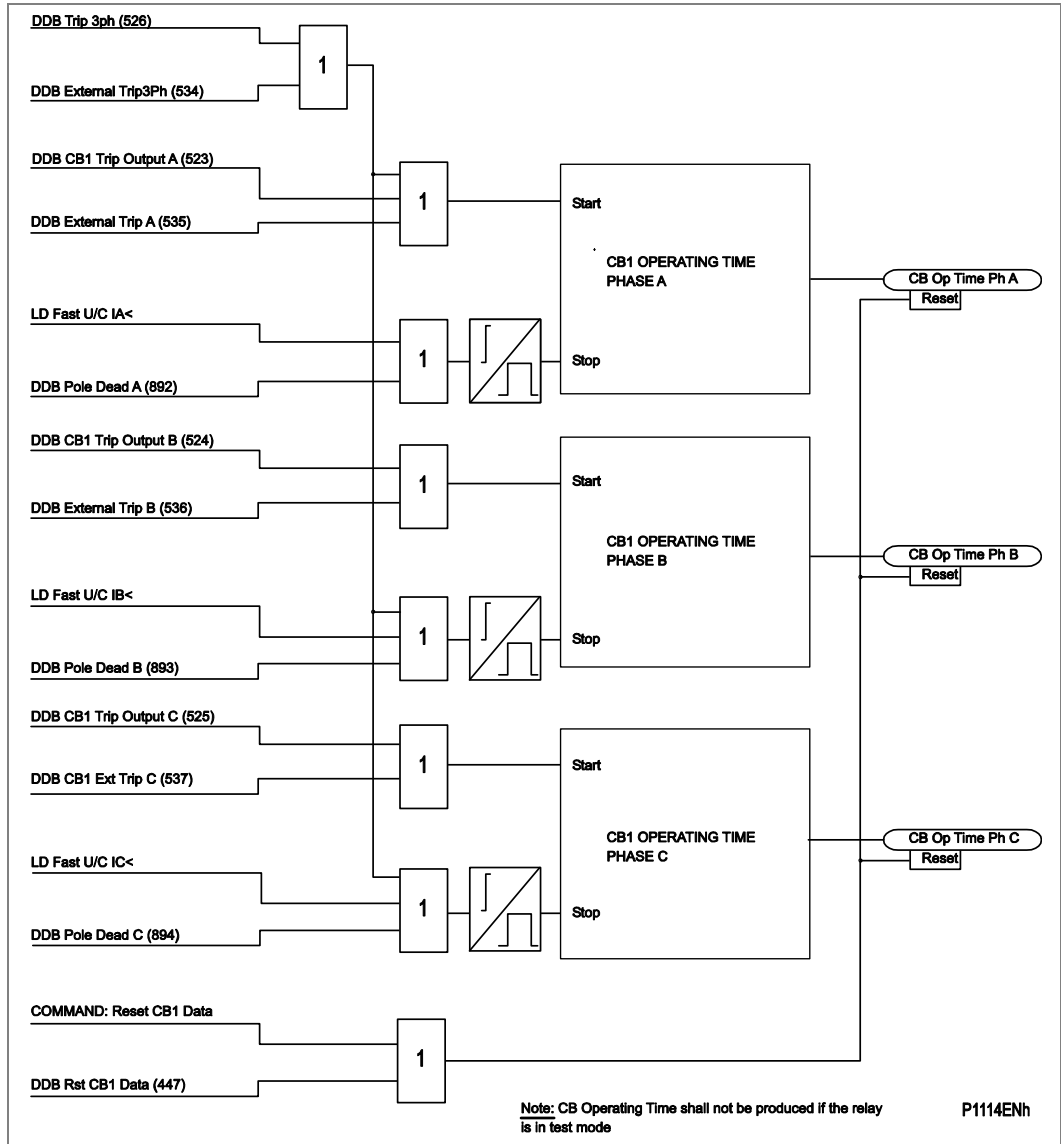 DDB Trip 3ph (526)
1
DDB External Trip3Ph (534)
DDB CB1 Trip Output A (523)
1
Start
DDB External Trip A (535)
CB1 OPERATING TIME
PHASE A
CB Op Time Ph A
Reset
LD Fast U/C IA<
1
Stop
DDB Pole Dead A (892)
DDB CB1 Trip Output B (524)
1
Start
DDB External Trip B (536)
CB1 OPERATING TIME
PHASE B
CB Op Time Ph B
Reset
LD Fast U/C IB<
1
Stop
DDB Pole Dead B (893)
DDB CB1 Trip Output C (525)
1
Start
DDB CB1 Ext Trip C (537)
CB1 OPERATING TIME
PHASE C
CB Op Time Ph C
Reset
LD Fast U/C IC<
1
Stop
DDB Pole Dead C (894)
COMMAND: Reset CB1 Data
1
DDB Rst CB1 Data (447)
Note: CB Operating Time shall not be produced if the relay
is in test mode
P1114ENh